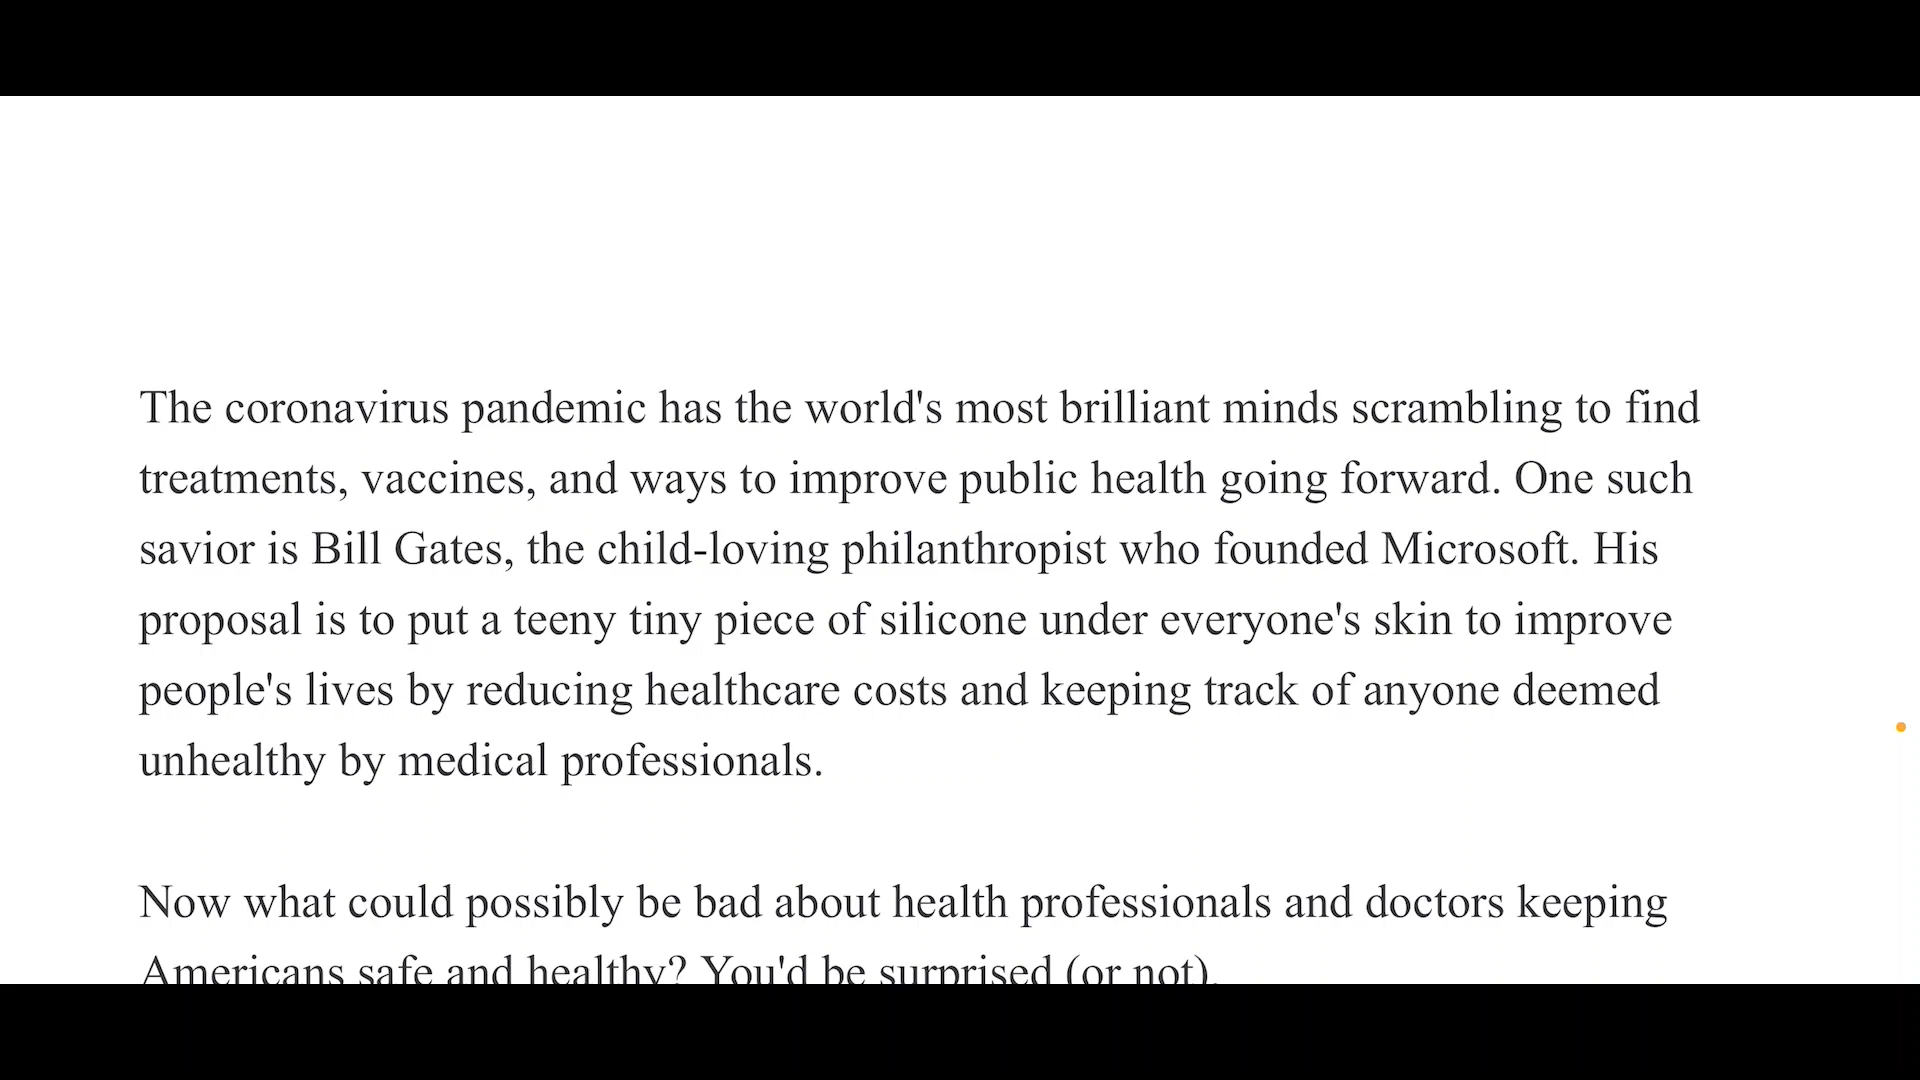 The coronavirus pandemic has the world's most brilliant minds scrambling to find
treatments, vaccines, and ways to improve public health going forward. One such
savior is Bill Gates, the child-loving philanthropist who founded Microsoft. His
proposal is to put a teeny tiny piece of silicone under everyone's skin to improve
people's lives by reducing healthcare costs and keeping track of anyone deemed
unhealthy by medical professionals.
Now what could possibly be bad about health professionals and doctors keeping
Americans safe and healthy? You'd be surprised (or not).